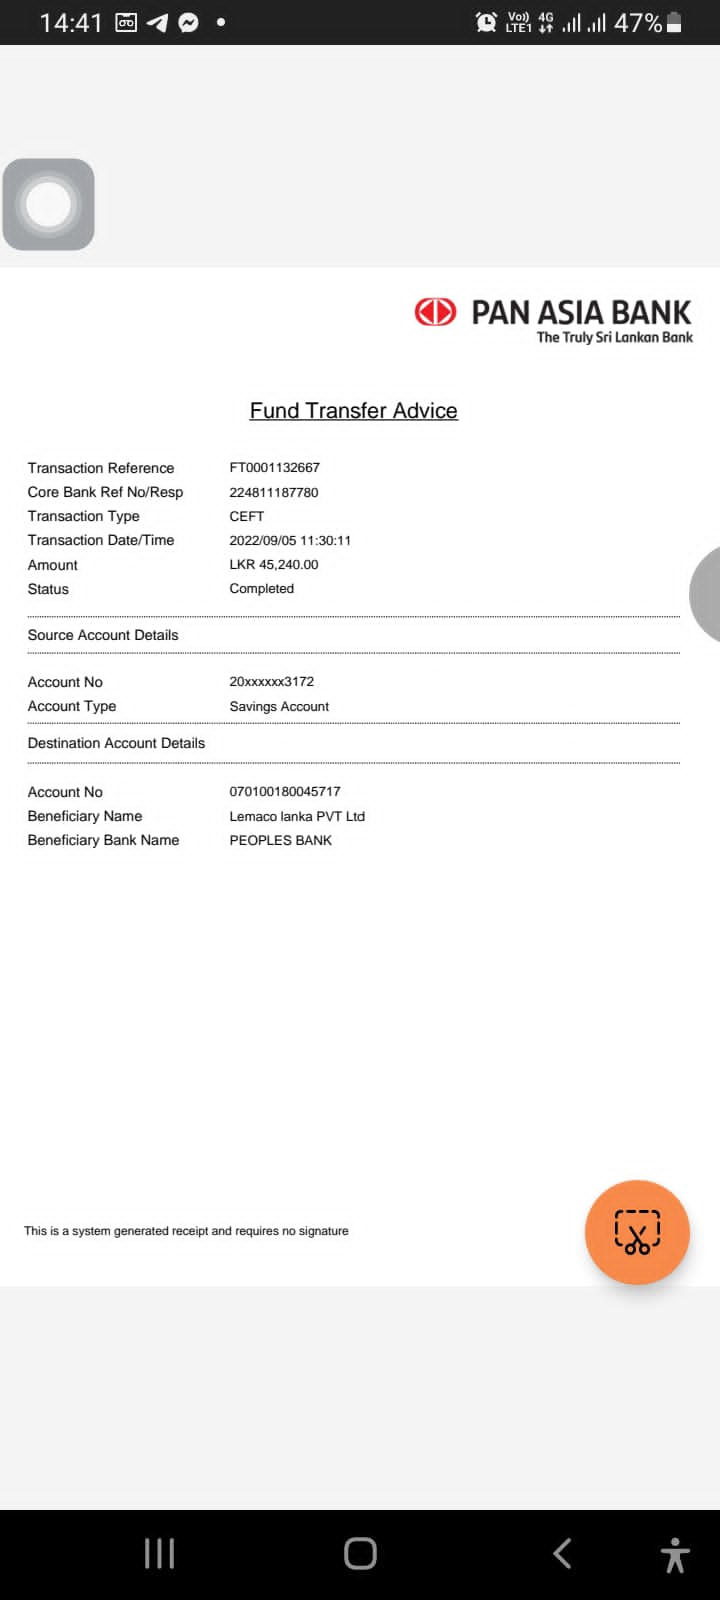 14:41 Vo)) LTE1 4G 47%
PAN ASIA BANK
The Truly Sri Lankan Bank
Fund Transfer Advice
Transaction Reference FT0001132667
Core Bank Ref No/Resp 224811187780
Transaction Type CEFT
Transaction Date/Time 2022/09/05 11:30:11
Amount LKR 45,240.00
Status Completed
Source Account Details
Account No 20xxxxxx3172
Account Type Savings Account
Destination Account Details
Account No 070100180045717
Beneficiary Name Lemaco lanka PVT Ltd
Beneficiary Bank Name PEOPLES BANK
This is a system generated receipt and requires no signature